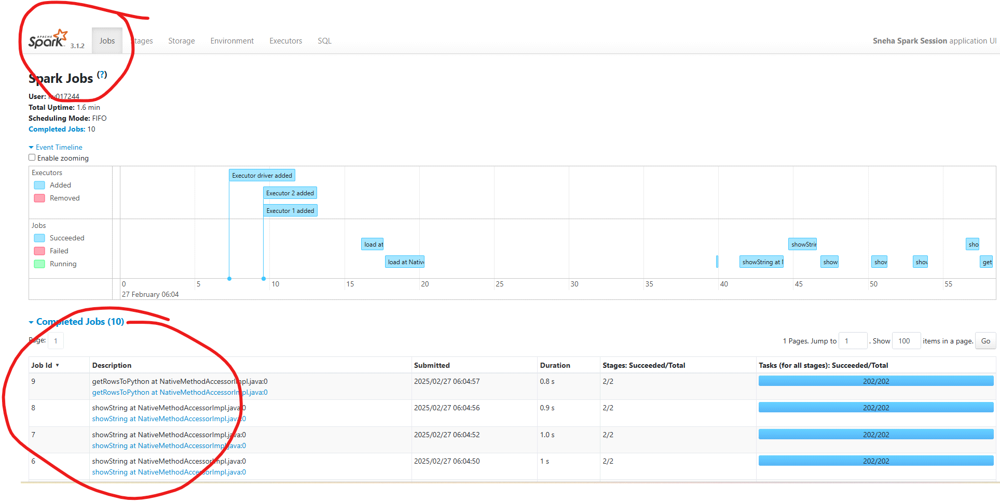 APACHE
Spark 3.1.2 Jobs Stages Storage Environment Executors SQL Sneha Spark Session application UI
Spark Jobs (?)
User: 017244
Total Uptime: 1.6 min
Scheduling Mode: FIFO
Completed Jobs: 10
Event Timeline
Enable zooming
Executors
Added
Removed
Executor driver added
Executor 2 added
Executor 1 added
Jobs
Succeeded
Failed
Running
load at
load at Nativ
showString at
showStrin
show
show
sho
sho
get
0 5 10 15 20 25 30 35 40 45 50 55
27 February 06:04
Completed Jobs (10)
Page: 1
1 Pages. Jump to 1 . Show 100 items in a page. Go
Job Id Description Submitted Duration Stages: Succeeded/Total Tasks (for all stages): Succeeded/Total
9 getRowsToPython at NativeMethodAccessorImpl.java:0 2025/02/27 06:04:57 0.8 s 2/2 202/202
getRowsToPython at NativeMethodAccessorImpl.java:0
8 showString at NativeMethodAccessorImpl.java:0 2025/02/27 06:04:56 0.9 s 2/2 202/202
showString at NativeMethodAccessorImpl.java:0
7 showString at NativeMethodAccessorImpl.java:0 2025/02/27 06:04:52 1.0 s 2/2 202/202
showString at NativeMethodAccessorImpl.java:0
6 showString at NativeMethodAccessorImpl.java:0 2025/02/27 06:04:50 1 s 2/2 202/202
showString at NativeMethodAccessorImpl.java:0